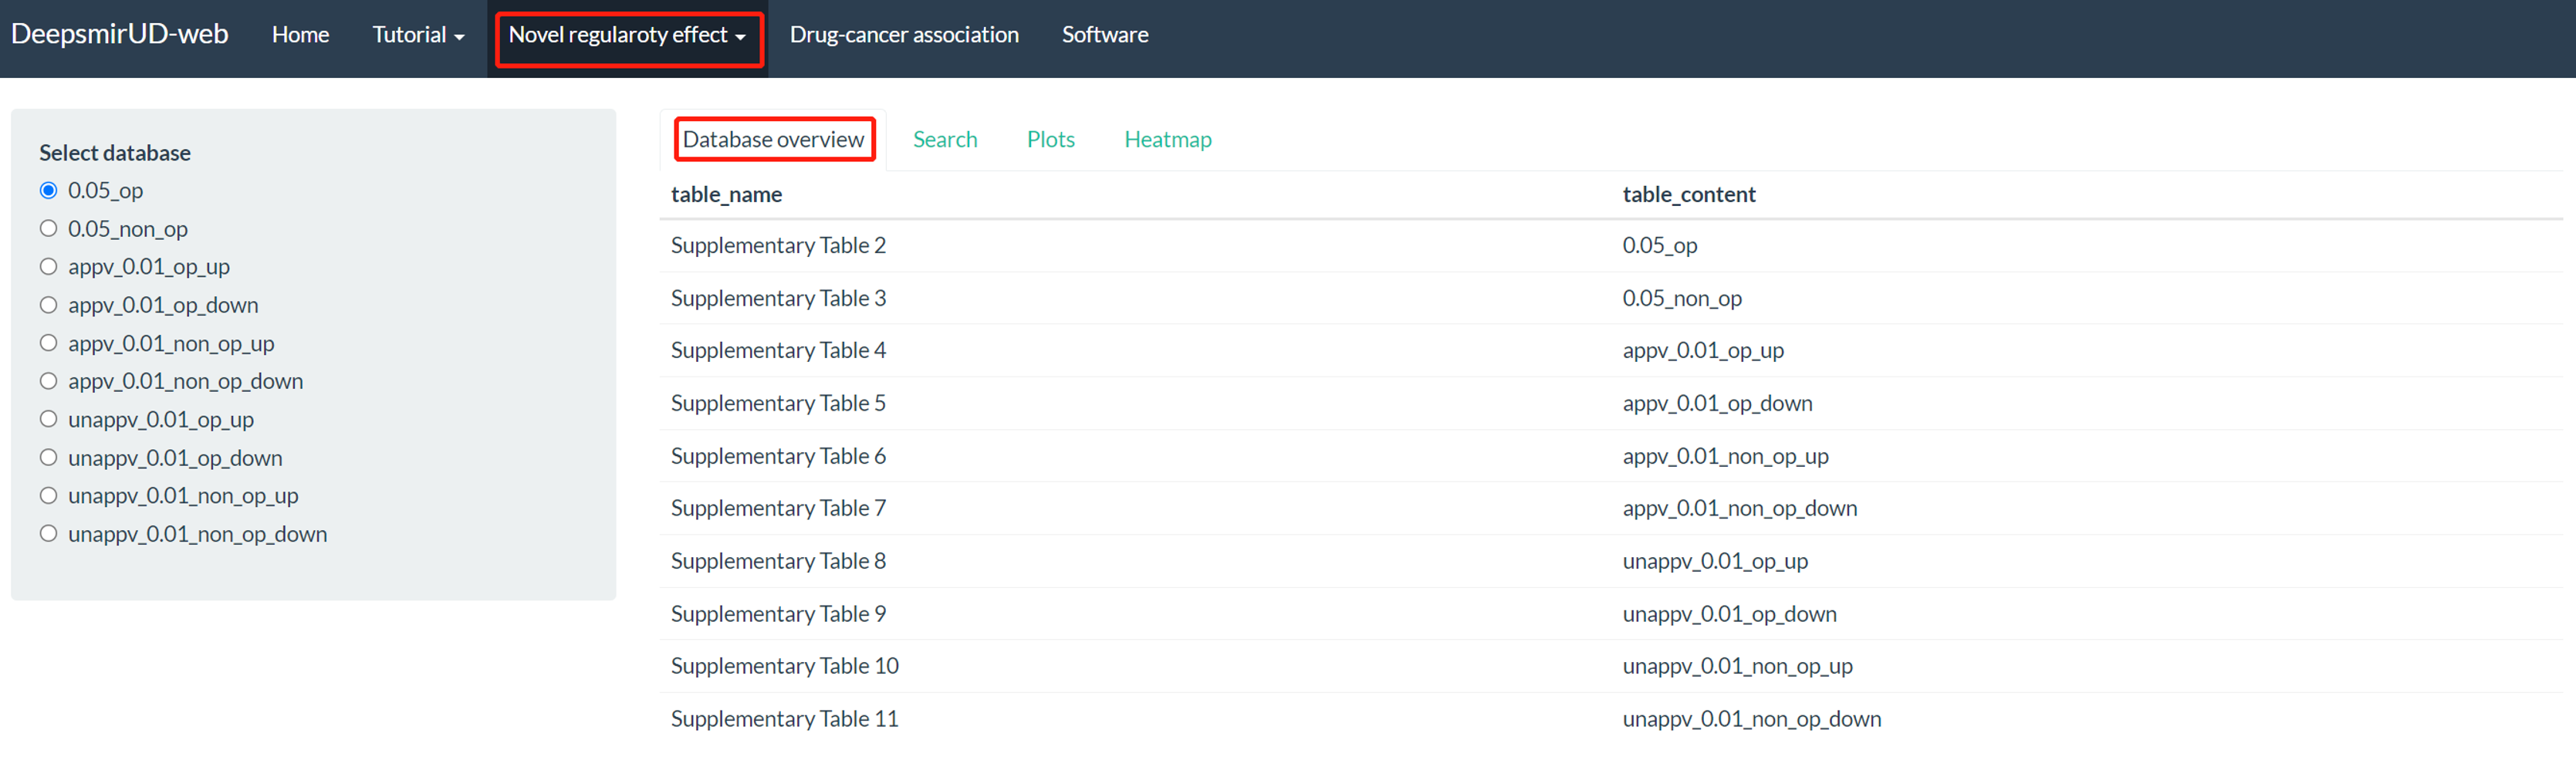 DeepsmirUD-web Home Tutorial Novel regularoty effect Drug-cancer association Software
Select database
0.05_op
0.05_non_op
appv_0.01_op_up
appv_0.01_op_down
appv_0.01_non_op_up
appv_0.01_non_op_down
unappv_0.01_op_up
unappv_0.01_op_down
unappv_0.01_non_op_up
unappv_0.01_non_op_down
Database overview Search Plots Heatmap
table_name table_content
Supplementary Table 2 0.05_op
Supplementary Table 3 0.05_non_op
Supplementary Table 4 appv_0.01_op_up
Supplementary Table 5 appv_0.01_op_down
Supplementary Table 6 appv_0.01_non_op_up
Supplementary Table 7 appv_0.01_non_op_down
Supplementary Table 8 unappv_0.01_op_up
Supplementary Table 9 unappv_0.01_op_down
Supplementary Table 10 unappv_0.01_non_op_up
Supplementary Table 11 unappv_0.01_non_op_down